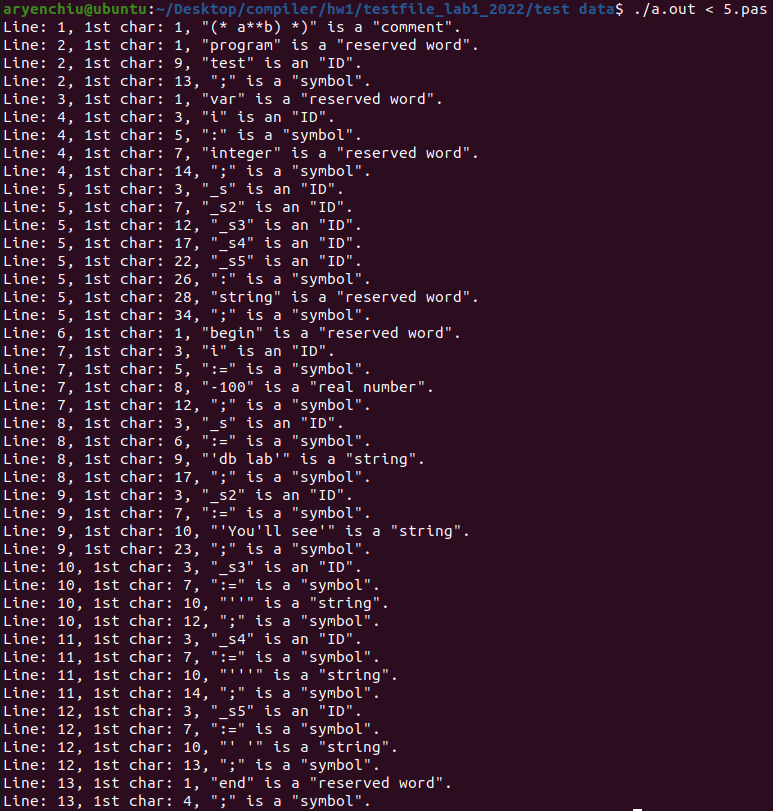 aryenchiu@ubuntu:~/Desktop/compiler/hw1/testfile_lab1_2022/test data$ ./a.out < 5.pas
Line: 1, 1st char: 1, "(* a**b) *)" is a "comment".
Line: 2, 1st char: 1, "program" is a "reserved word".
Line: 2, 1st char: 9, "test" is an "ID".
Line: 2, 1st char: 13, ";" is a "symbol".
Line: 3, 1st char: 1, "var" is a "reserved word".
Line: 4, 1st char: 3, "i" is an "ID".
Line: 4, 1st char: 5, ":" is a "symbol".
Line: 4, 1st char: 7, "integer" is a "reserved word".
Line: 4, 1st char: 14, ";" is a "symbol".
Line: 5, 1st char: 3, "_s" is an "ID".
Line: 5, 1st char: 7, "_s2" is an "ID".
Line: 5, 1st char: 12, "_s3" is an "ID".
Line: 5, 1st char: 17, "_s4" is an "ID".
Line: 5, 1st char: 22, "_s5" is an "ID".
Line: 5, 1st char: 26, ":" is a "symbol".
Line: 5, 1st char: 28, "string" is a "reserved word".
Line: 5, 1st char: 34, ";" is a "symbol".
Line: 6, 1st char: 1, "begin" is a "reserved word".
Line: 7, 1st char: 3, "i" is an "ID".
Line: 7, 1st char: 5, ":=" is a "symbol".
Line: 7, 1st char: 8, "-100" is a "real number".
Line: 7, 1st char: 12, ";" is a "symbol".
Line: 8, 1st char: 3, "_s" is an "ID".
Line: 8, 1st char: 6, ":=" is a "symbol".
Line: 8, 1st char: 9, "'db lab'" is a "string".
Line: 8, 1st char: 17, ";" is a "symbol".
Line: 9, 1st char: 3, "_s2" is an "ID".
Line: 9, 1st char: 7, ":=" is a "symbol".
Line: 9, 1st char: 10, "'You'll see'" is a "string".
Line: 9, 1st char: 23, ";" is a "symbol".
Line: 10, 1st char: 3, "_s3" is an "ID".
Line: 10, 1st char: 7, ":=" is a "symbol".
Line: 10, 1st char: 10, "''" is a "string".
Line: 10, 1st char: 12, ";" is a "symbol".
Line: 11, 1st char: 3, "_s4" is an "ID".
Line: 11, 1st char: 7, ":=" is a "symbol".
Line: 11, 1st char: 10, "'''" is a "string".
Line: 11, 1st char: 14, ";" is a "symbol".
Line: 12, 1st char: 3, "_s5" is an "ID".
Line: 12, 1st char: 7, ":=" is a "symbol".
Line: 12, 1st char: 10, "' '" is a "string".
Line: 12, 1st char: 13, ";" is a "symbol".
Line: 13, 1st char: 1, "end" is a "reserved word".
Line: 13, 1st char: 4, ";" is a "symbol".